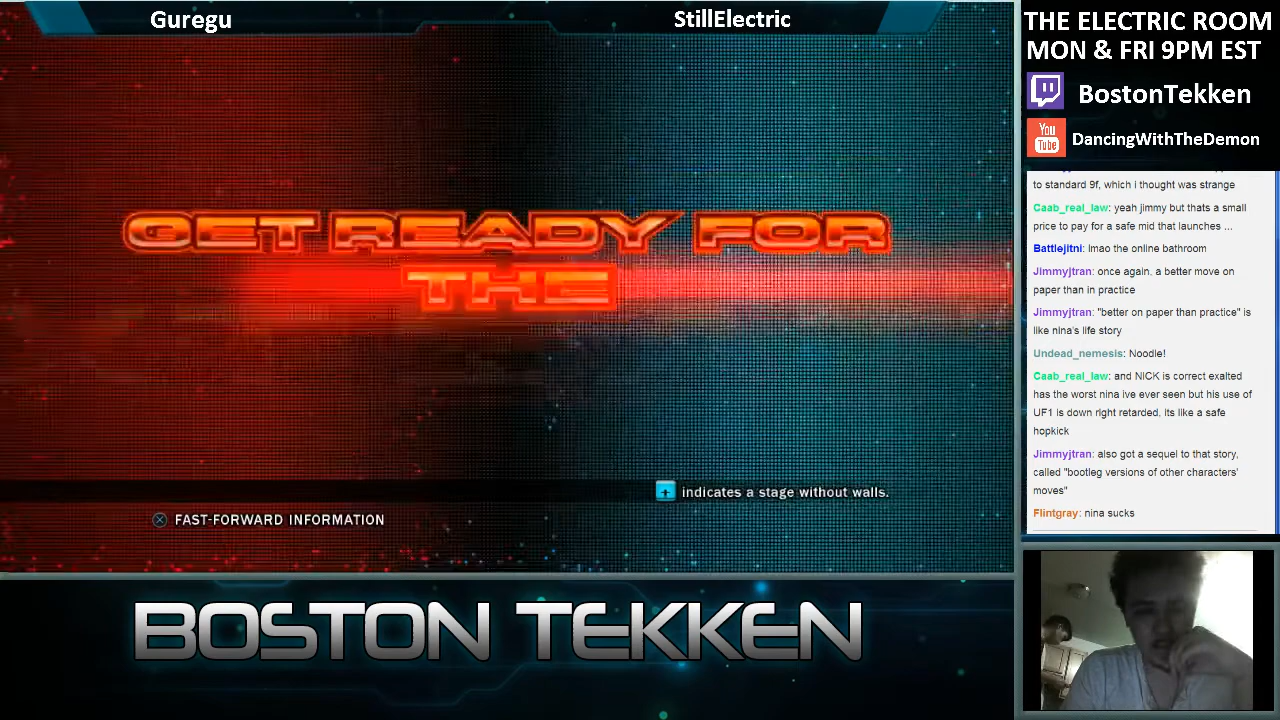 Guregu
StillElectric
THE ELECTRIC ROOM
MON & FRI 9PM EST
BostonTekken
You Tube
DancingWithTheDemon
GET READY FOR
THE
indicates a stage without walls.
FAST-FORWARD INFORMATION
to standard 9f, which i thought was strange
Caab_real_law: yeah jimmy but thats a small
price to pay for a safe mid that launches ...
Battlejitni: lmao the online bathroom
Jimmyjtran: once again. a better move on
paper than in practice
Jimmyjtran: "better on paper than practice" is
like nina's life story
Undead_nemesis: Noodle!
Caab_real_law: and NICK is correct exalted
has the worst nina ive ever seen but his use of
UF1 is down right retarded, its like a safe
hopkick
Jimmyjtran: also got a sequel to that story,
called "bootleg versions of other characters'
moves"
Flintgray: nina sucks
BOSTON TEKKEN